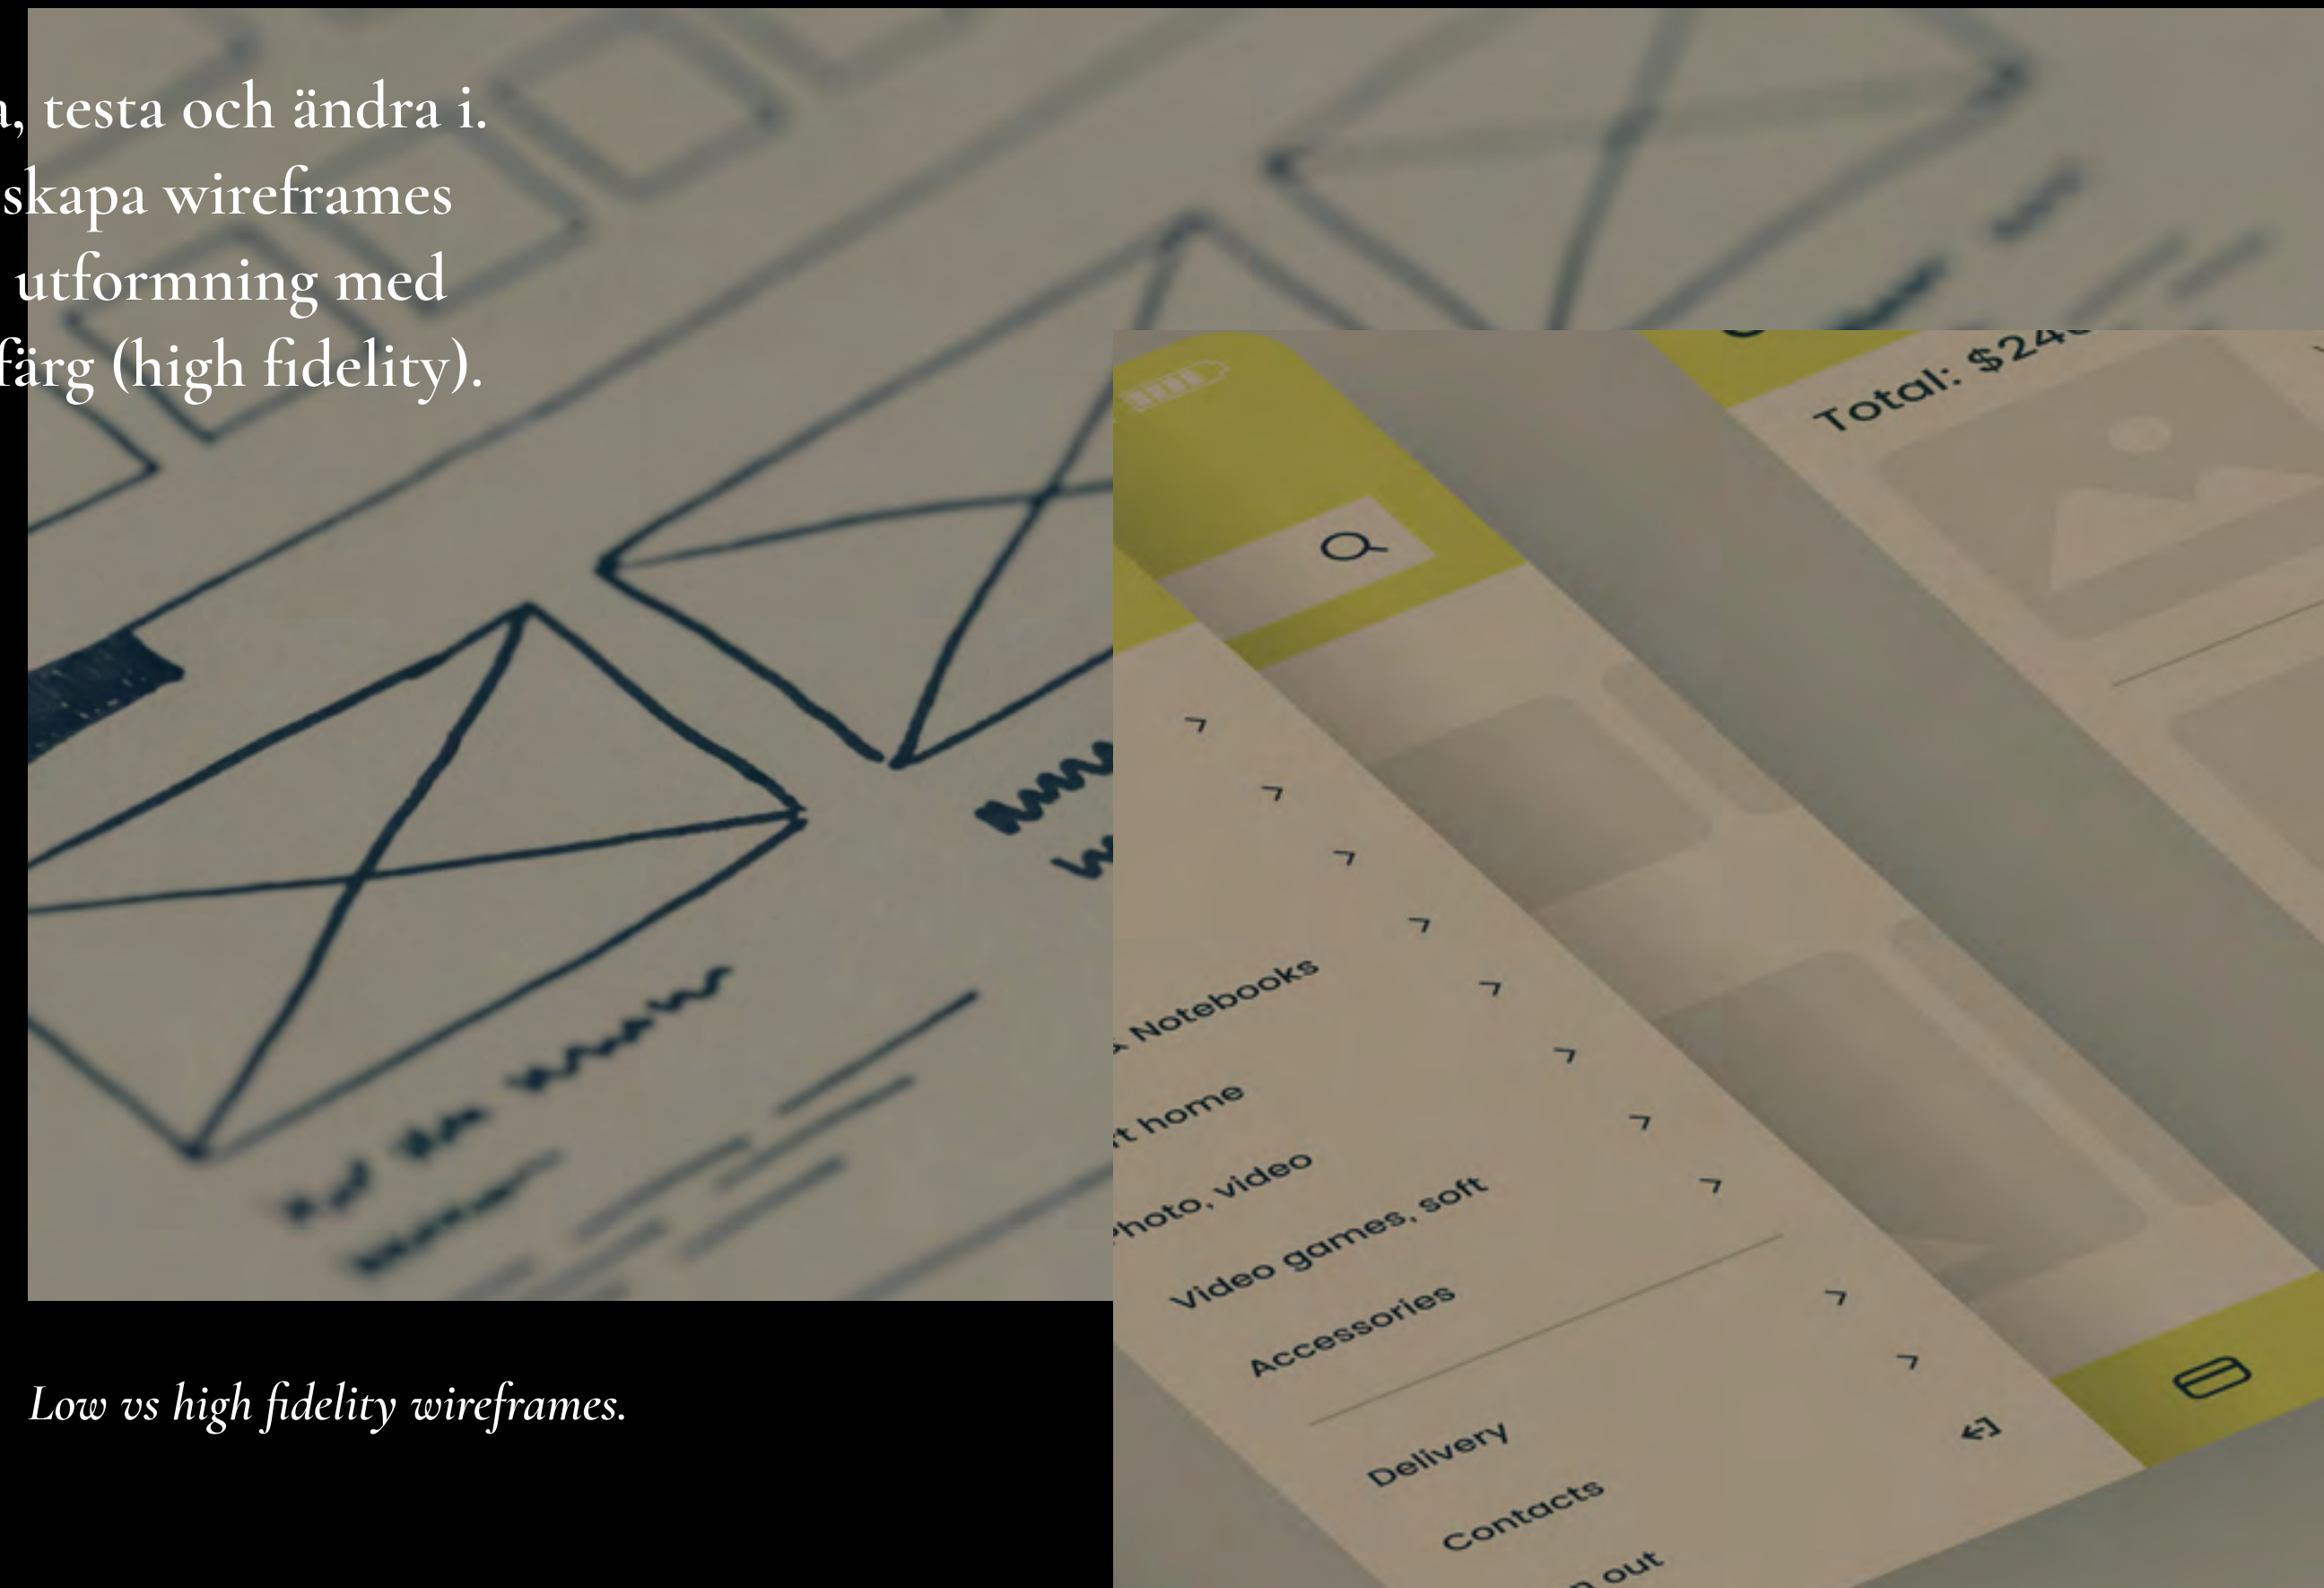 , testa och ändra i.
skapa wireframes
utformning med
färg (high fidelity).
Total: $24
Notebooks
home
Photo, video
Video games, soft
Accessories
Delivery
Contacts
out
Low vs high fidelity wireframes.